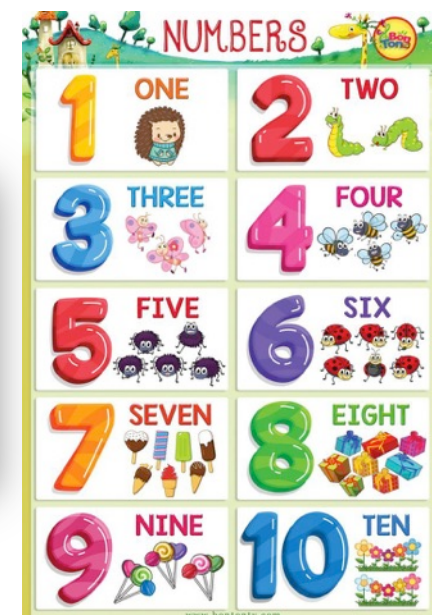 NUMBERS
Bon
Ton
1 ONE
2 TWO
3 THREE
4 FOUR
5 FIVE
6 SIX
7 SEVEN
8 EIGHT
9 NINE
10 TEN